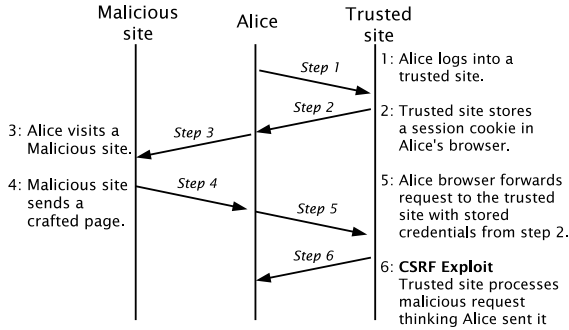 Malicious
site
Alice
Trusted
site
Step 1
1: Alice logs into a
trusted site.
Step 2
2: Trusted site stores
a session cookie in
Alice's browser.
3: Alice visits a
Malicious site.
Step 3
4: Malicious site
sends a
crafted page.
Step 4
5: Alice browser forwards
request to the trusted
site with stored
credentials from step 2.
Step 5
Step 6
6: CSRF Exploit
Trusted site processes
malicious request
thinking Alice sent it